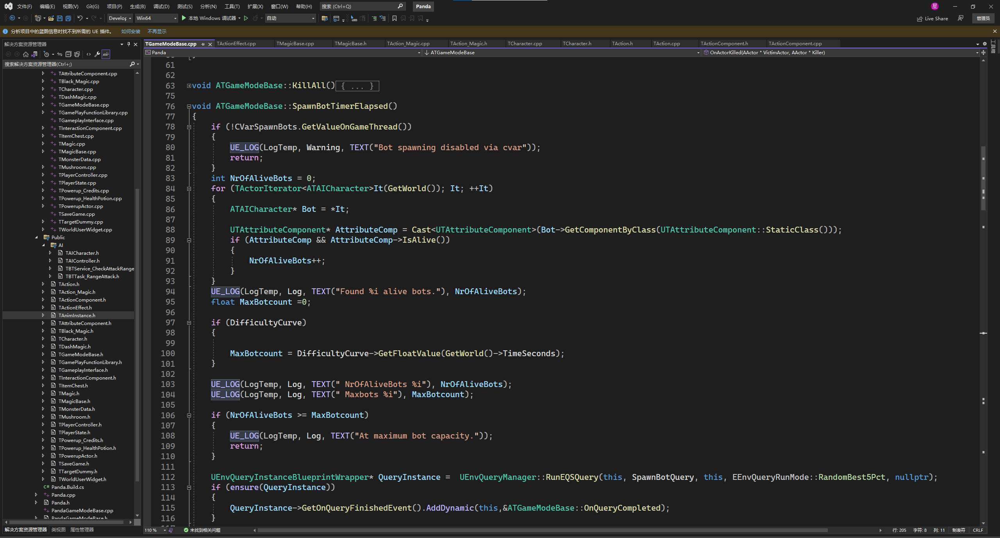 文件(F) 编辑(E) 视图(V) Git(G) 项目(P) 生成(B) 调试(D) 测试(S) 分析(N) 工具(T) 扩展(X) 窗口(W) 帮助(H) 搜索 (Ctrl+Q) Panda 星
Develop Win64 本地 Windows 调试器 自动 Live Share 管理员
分析项目中的蓝图信息时找不到所需的 UE 插件。 如何安装 不再显示
解决方案资源管理器
搜索解决方案资源管理器(Ctrl+;)
TAttributeComponent.cpp
TBlack_Magic.cpp
TCharacter.cpp
TDashMagic.cpp
TGameModeBase.cpp
TGamePlayFunctionLibrary.cpp
TGameplayInterface.cpp
TInteractionComponent.cpp
TItemChest.cpp
TMagic.cpp
TMagicBase.cpp
TMonsterData.cpp
TMushroom.cpp
TPlayerController.cpp
TPlayerState.cpp
TPowerup_Credits.cpp
TPowerup_HealthPotion.cpp
TPowerupActor.cpp
TSaveGame.cpp
TTargetDummy.cpp
TWorldUserWidget.cpp
Public
AI
TAICharacter.h
TAIController.h
TBTService_CheckAttackRange
TBTTask_RangeAttack.h
TAction.h
TAction_Magic.h
TActionComponent.h
TActionEffect.h
TAnimInstance.h
TAttributeComponent.h
TBlack_Magic.h
TCharacter.h
TDashMagic.h
TGameModeBase.h
TGamePlayFunctionLibrary.h
TGameplayInterface.h
TInteractionComponent.h
TItemChest.h
TMagic.h
TMagicBase.h
TMonsterData.h
TMushroom.h
TPlayerController.h
TPlayerState.h
TPowerup_Credits.h
TPowerup_HealthPotion.h
TPowerupActor.h
TSaveGame.h
TTargetDummy.h
TWorldUserWidget.h
C# Panda.Build.cs
Panda.cpp
Panda.h
PandaGameModeBase.cpp
PandaGameModeBase.h
解决方案资源管理器 类视图 属性管理器
TGameModeBase.cpp TActionEffect.cpp TMagicBase.cpp TMagicBase.h TAction_Magic.cpp TAction_Magic.h TCharacter.cpp TCharacter.h TAction.h TAction.cpp TActionComponent.h TActionComponent.cpp
Panda ATGameModeBase OnActorKilled(AActor * VictimActor, AActor * Killer)
61
62
63 void ATGameModeBase::KillAll() { ... }
75
76 void ATGameModeBase::SpawnBotTimerElapsed()
77 {
78 if (!CVarSpawnBots.GetValueOnGameThread())
79 {
80 UE_LOG(LogTemp, Warning, TEXT("Bot spawning disabled via cvar"));
81 return;
82 }
83 int NrOfAliveBots = 0;
84 for (TActorIterator<ATAICharacter>It(GetWorld()); It; ++It)
85 {
86 ATAICharacter* Bot = *It;
87
88 UTAttributeComponent* AttributeComp = Cast<UTAttributeComponent>(Bot->GetComponentByClass(UTAttributeComponent::StaticClass()));
89 if (AttributeComp && AttributeComp->IsAlive())
90 {
91 NrOfAliveBots++;
92 }
93 }
94 UE_LOG(LogTemp, Log, TEXT("Found %i alive bots."), NrOfAliveBots);
95 float MaxBotcount =0;
96
97 if (DifficultyCurve)
98 {
99
100 MaxBotcount = DifficultyCurve->GetFloatValue(GetWorld()->TimeSeconds);
101 }
102
103 UE_LOG(LogTemp, Log, TEXT(" NrOfAliveBots %i"), NrOfAliveBots);
104 UE_LOG(LogTemp, Log, TEXT(" Maxbots %i"), MaxBotcount);
105
106 if (NrOfAliveBots >= MaxBotcount)
107 {
108 UE_LOG(LogTemp, Log, TEXT("At maximum bot capacity."));
109 return;
110 }
111
112 UEnvQueryInstanceBlueprintWrapper* QueryInstance =  UEnvQueryManager::RunEQSQuery(this, SpawnBotQuery, this, EEnvQueryRunMode::RandomBest5Pct, nullptr);
113 if (ensure(QueryInstance))
114 {
115 QueryInstance->GetOnQueryFinishedEvent().AddDynamic(this,&ATGameModeBase::OnQueryCompleted);
116 }
110 % 未找到相关问题 行: 205 字符: 8 列: 11 制表符 CRLF
工具箱